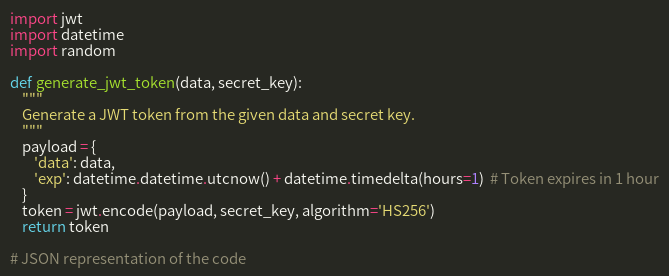 import jwt
import datetime
import random
def generate_jwt_token(data, secret_key):
"""
Generate a JWT token from the given data and secret key.
"""
payload = {
'data': data,
'exp': datetime.datetime.utcnow() + datetime.timedelta(hours=1) # Token expires in 1 hour
}
token = jwt.encode(payload, secret_key, algorithm='HS256')
return token
# JSON representation of the code